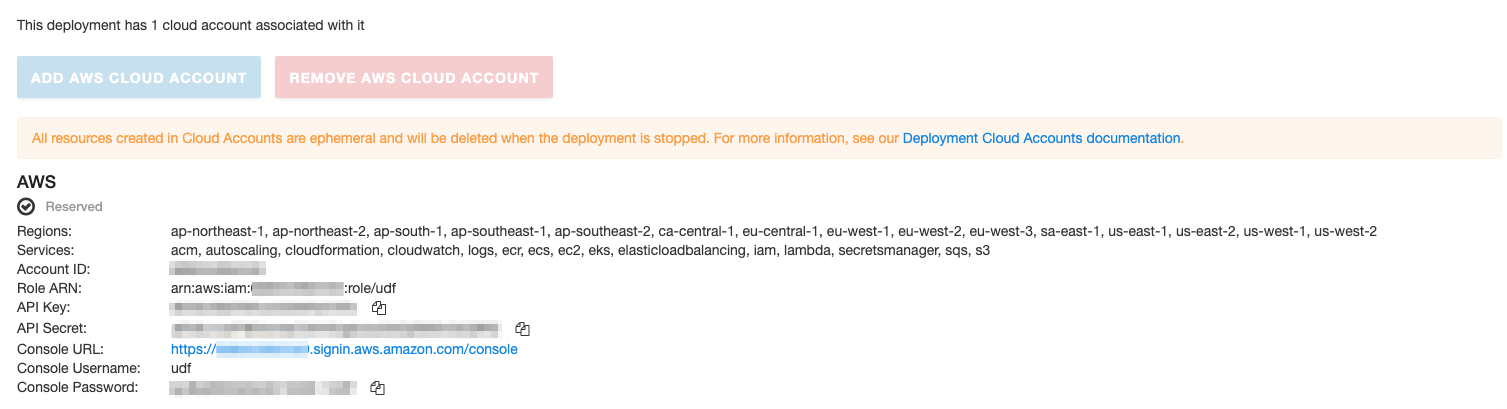 This deployment has 1 cloud account associated with it
ADD AWS CLOUD ACCOUNT REMOVE AWS CLOUD ACCOUNT
All resources created in Cloud Accounts are ephemeral and will be deleted when the deployment is stopped. For more information, see our Deployment Cloud Accounts documentation.
AWS
Reserved
Regions: ap-northeast-1, ap-northeast-2, ap-south-1, ap-southeast-1, ap-southeast-2, ca-central-1, eu-central-1, eu-west-1, eu-west-2, eu-west-3, sa-east-1, us-east-1, us-east-2, us-west-1, us-west-2
Services: acm, autoscaling, cloudformation, cloudwatch, logs, ecr, ecs, ec2, eks, elasticloadbalancing, iam, lambda, secretsmanager, sqs, s3
Account ID:
Role ARN: arn:aws:iam: :role/udf
API Key:
API Secret:
Console URL: https:// .signin.aws.amazon.com/console
Console Username: udf
Console Password: